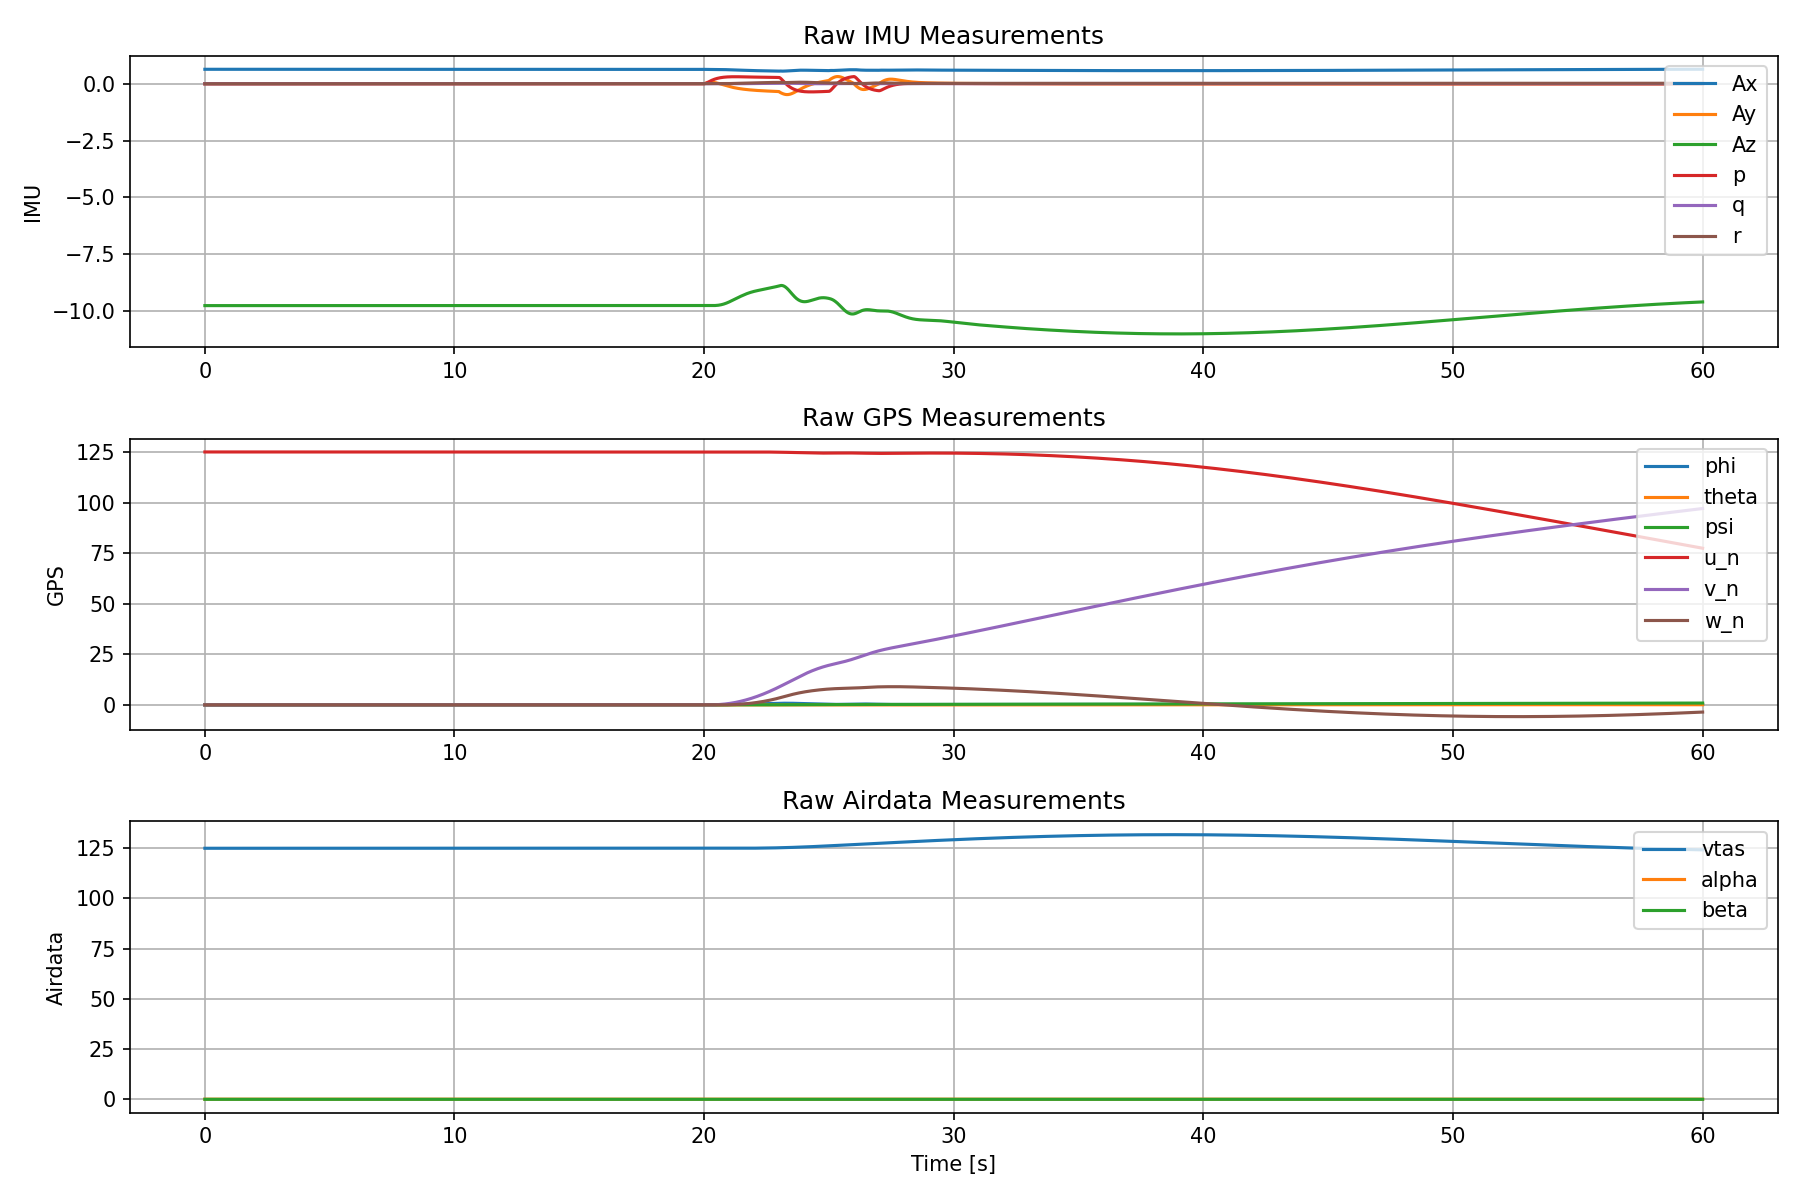 Raw IMU Measurements
IMU
0.0
−2.5
−5.0
−7.5
−10.0
Ax
Ay
Az
p
q
r
0 10 20 30 40 50 60
Raw GPS Measurements
GPS
125
100
75
50
25
0
phi
theta
psi
u_n
v_n
w_n
0 10 20 30 40 50 60
Raw Airdata Measurements
Airdata
125
100
75
50
25
0
vtas
alpha
beta
0 10 20 30 40 50 60
Time [s]